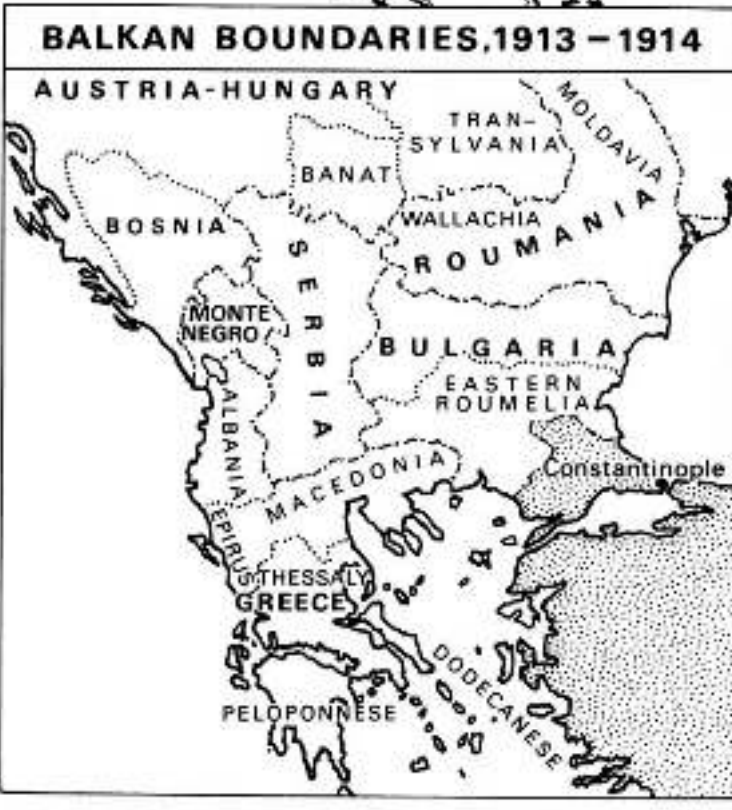 BALKAN BOUNDARIES,1913 – 1914
AUSTRIA-HUNGARY
TRAN-
SYLVANIA
MOLDAVIA
BANAT
WALLACHIA
ROUMANIA
BOSNIA
SERBIA
MONTE
NEGRO
BULGARIA
EASTERN
ROUMELIA
ALBANIA
MACEDONIA
Constantinople
EPIRUS
THESSALY
GREECE
DODECANESE
PELOPONNESE